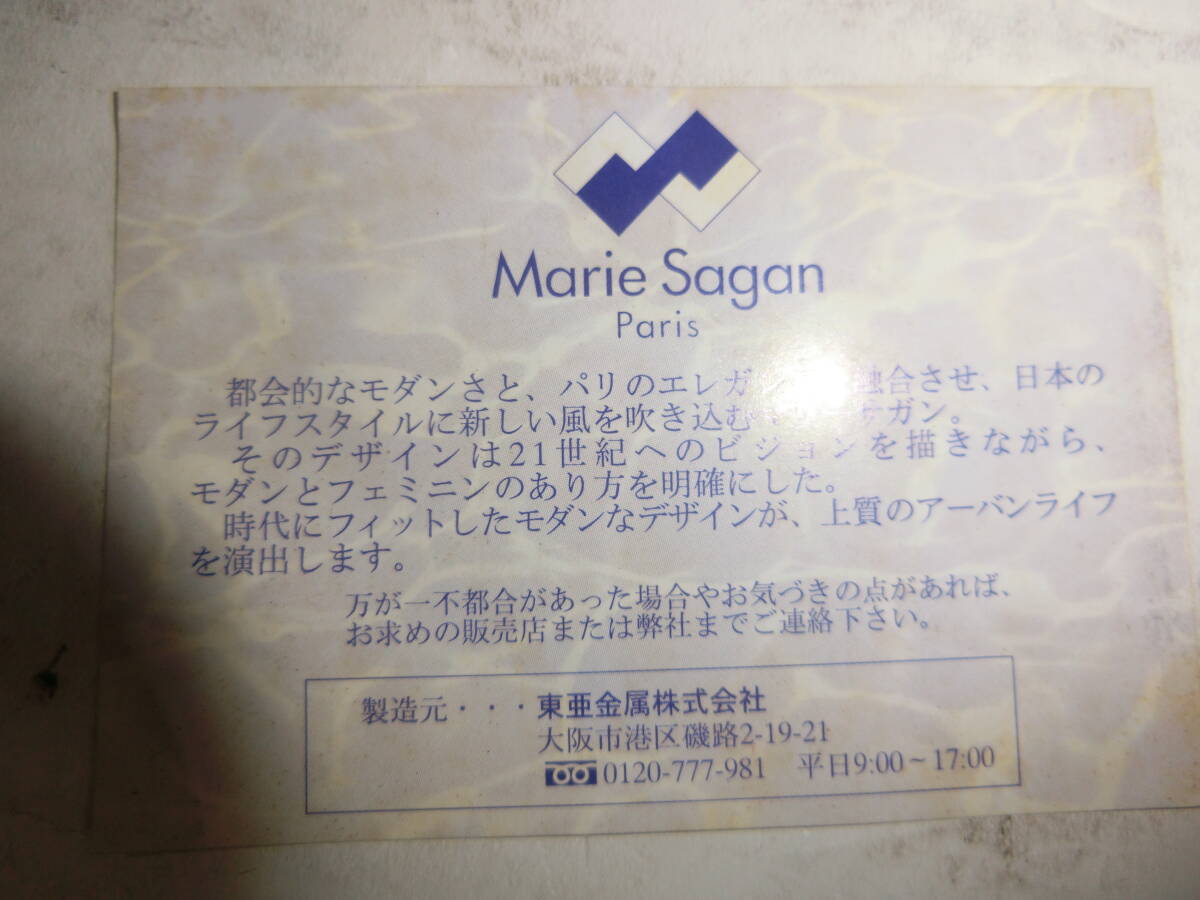 Marie Sagan
Paris
都会的なモダンさと、パリのエレガ 融合させ、日本の
ライフスタイルに新しい風を吹き込む サガン。
そのデザインは21世紀へのビジョンを描きながら、
モダンとフェミニンのあり方を明確にした。
時代にフィットしたモダンなデザインが、上質のアーバンライフ
を演出します。
万が一不都合があった場合やお気づきの点があれば、
お求めの販売店または弊社までご連絡下さい。
製造元・・・東亜金属株式会社
大阪市港区磯路2-19-21
0120-777-981 平日9:00～17:00